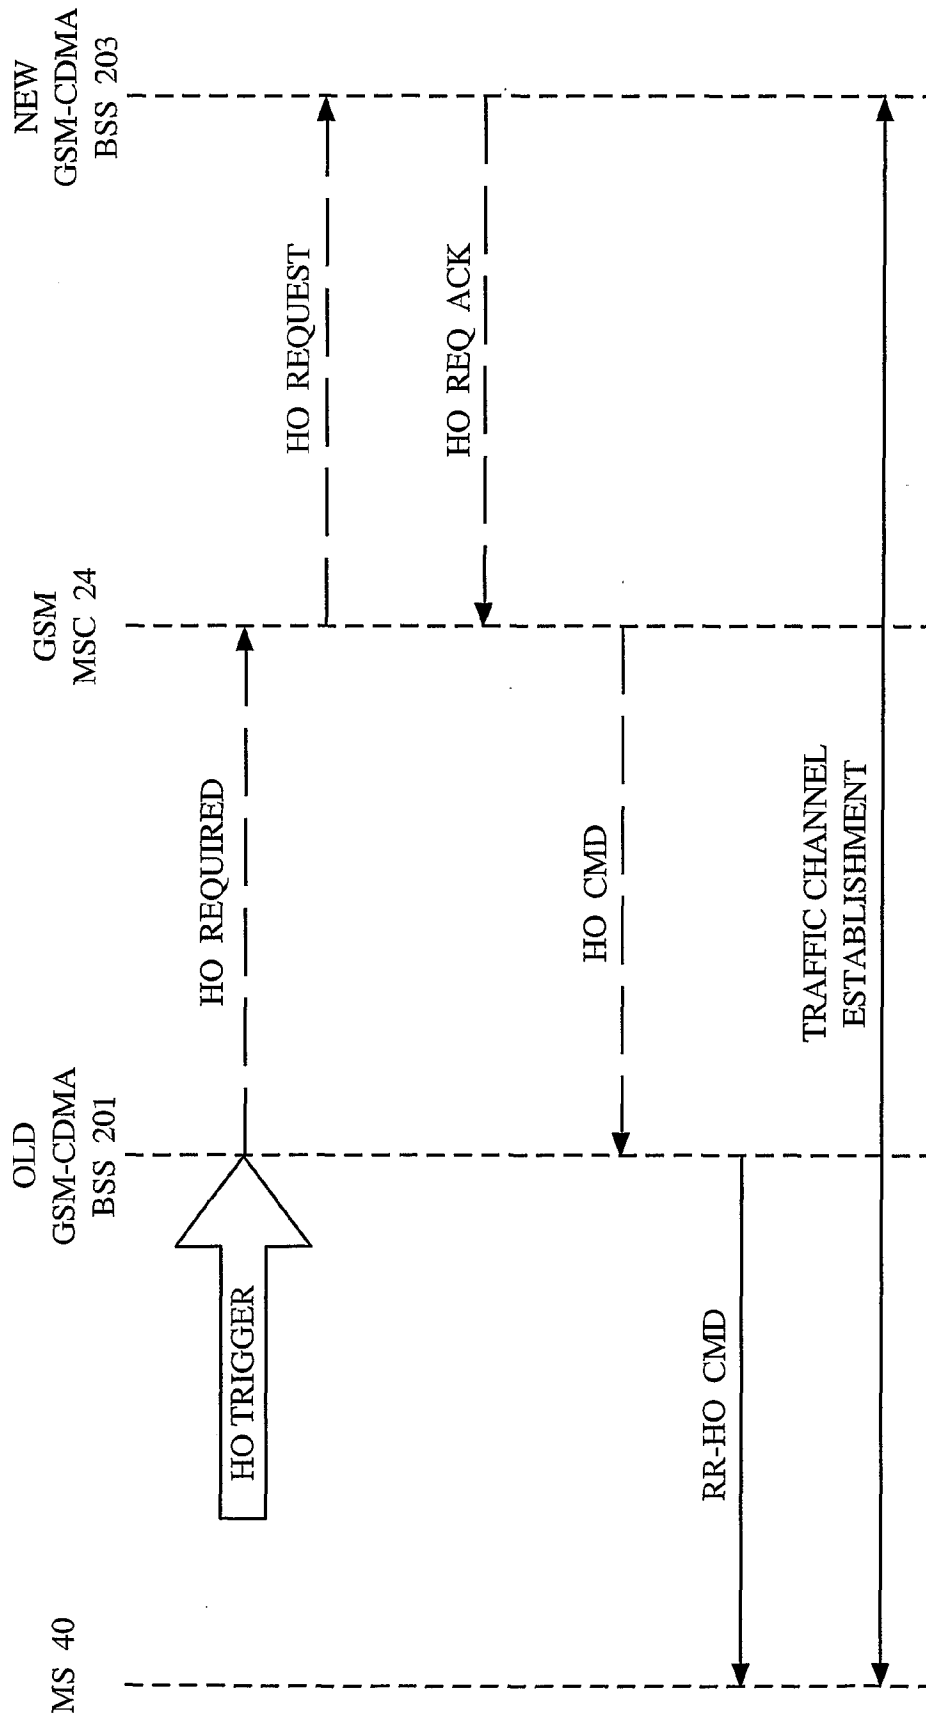 MS 40
OLD
GSM-CDMA
BSS 201
GSM
MSC 24
NEW
GSM-CDMA
BSS 203
HO TRIGGER
HO REQUIRED
HO REQUEST
HO REQ ACK
HO CMD
RR-HO CMD
TRAFFIC CHANNEL
ESTABLISHMENT